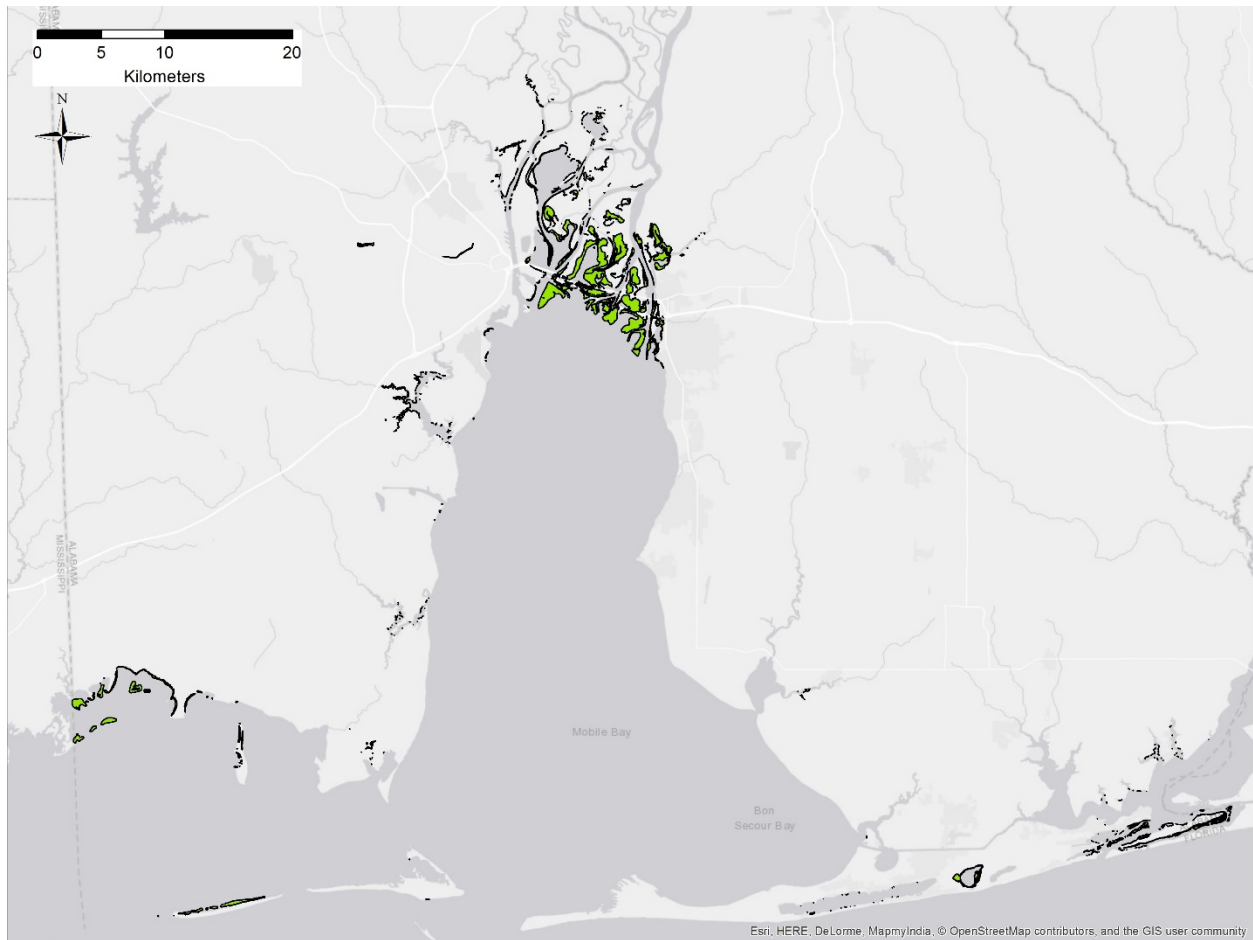 0 5 10 20
Kilometers
N
ALABAMA
MISSISSIPPI
Mobile Bay
Bon
Secour Bay
FLORIDA
Esri, HERE, DeLorme, MapmyIndia, © OpenStreetMap contributors, and the GIS user community